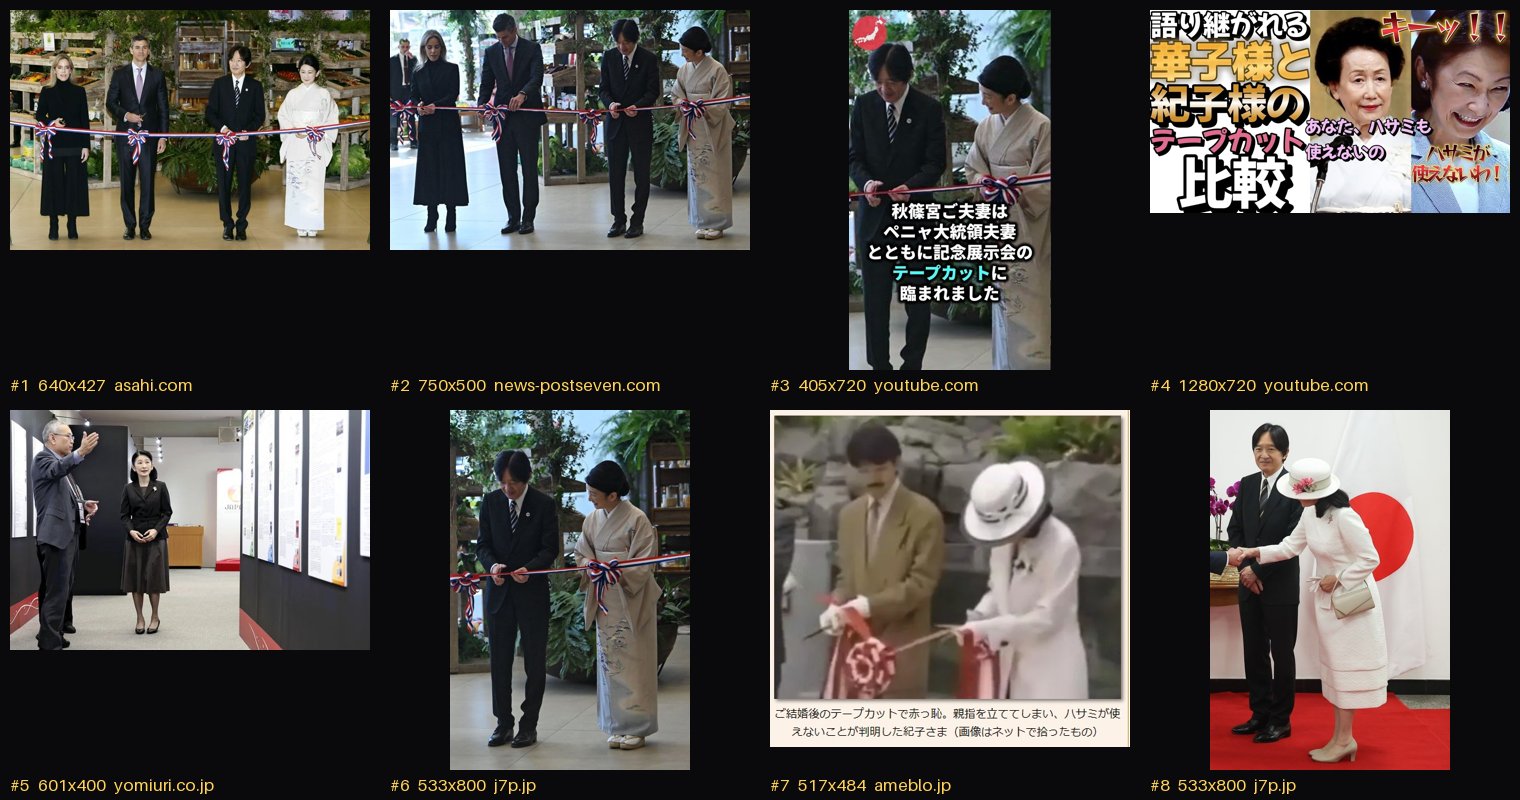 #1 640x427 asahi.com
#2 750x500 news-postseven.com
秋篠宮ご夫妻は
ペニャ大統領夫妻
とともに記念展示会の
テープカットに
臨まれました
#3 405x720 youtube.com
語り継がれる
華子様と
紀子様の
テープカット
比較
キーッ！！
あなた、ハサミも
使えないの
ハサミが
使えないわ！
#4 1280x720 youtube.com
#5 601x400 yomiuri.co.jp
#6 533x800 j7p.jp
ご結婚後のテープカットで赤っ恥。親指を立ててしまい、ハサミが使
えないことが判明した紀子さま（画像はネットで拾ったもの）
#7 517x484 ameblo.jp
#8 533x800 j7p.jp